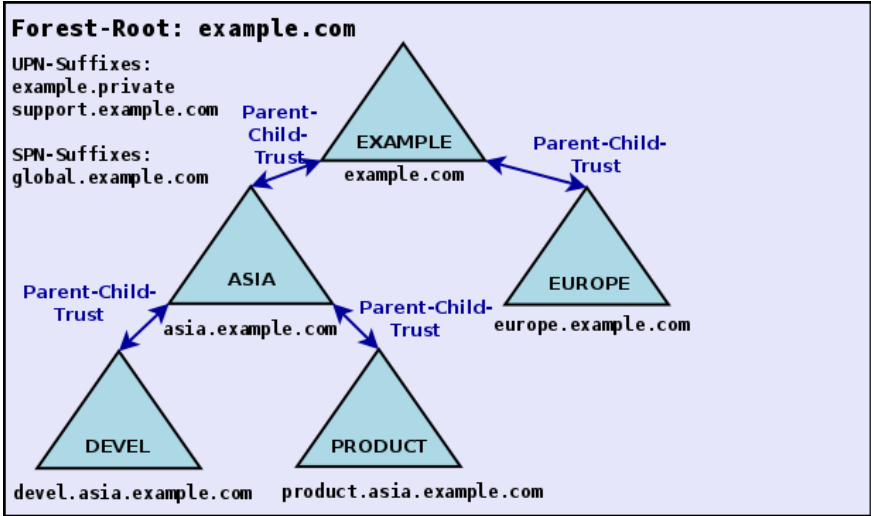 Forest-Root: example.com
UPN-Suffixes:
example.private
support.example.com
SPN-Suffixes:
global.example.com
Parent-
Child-
Trust
EXAMPLE
example.com
Parent-Child-
Trust
ASIA
asia.example.com
EUROPE
europe.example.com
Parent-Child-
Trust
Parent-Child-
Trust
DEVEL
devel.asia.example.com
PRODUCT
product.asia.example.com